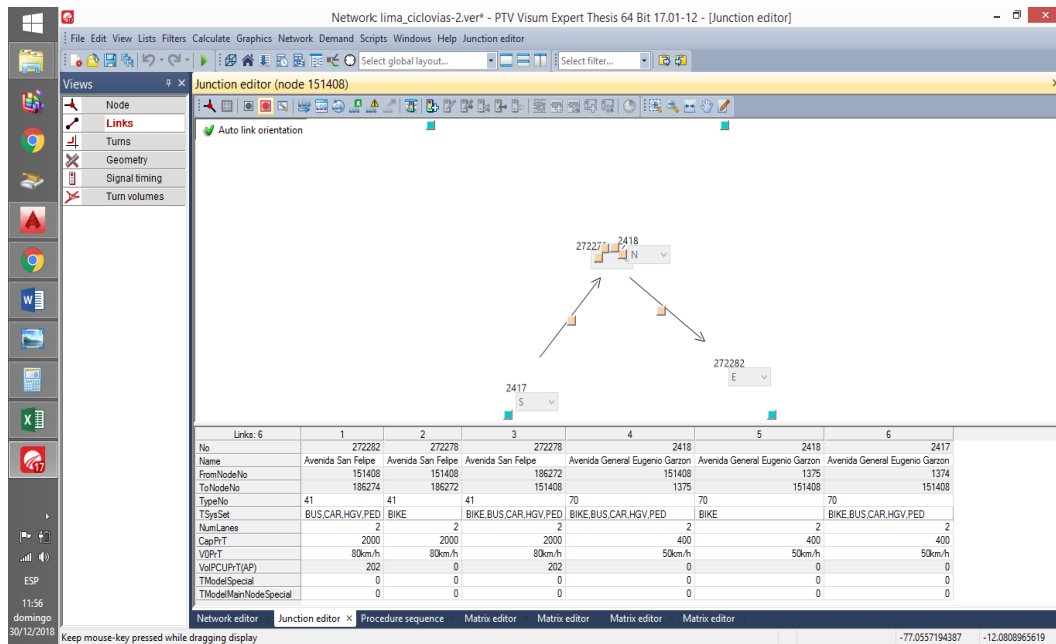 Network: lima_ciclovias-2.ver* - PTV Visum Expert Thesis 64 Bit 17.01-12 - [Junction editor]
File Edit View Lists Filters Calculate Graphics Network Demand Scripts Windows Help Junction editor
Select global layout... Select filter...
Views
Node
Links
Turns
Geometry
Signal timing
Turn volumes
Junction editor (node 151408)
Auto link orientation
2418
N
272282
E
2417
S
Links: 6 1 2 3 4 5 6
No 272282 272278 272278 2418 2418 2417
Name Avenida San Felipe Avenida San Felipe Avenida San Felipe Avenida General Eugenio Garzon Avenida General Eugenio Garzon Avenida General Eugenio Garzon
FromNodeNo 151408 151408 186272 151408 1375 1374
ToNodeNo 186274 186272 151408 1375 151408 151408
TypeNo 41 41 41 70 70 70
TSysSet BUS,CAR,HGV,PED BIKE BIKE,BUS,CAR,HGV,PED BIKE,BUS,CAR,HGV,PED BIKE BIKE,BUS,CAR,HGV,PED
NumLanes 2 2 2 2 2 2
CapPrT 2000 2000 2000 400 400 400
V0PrT 80km/h 80km/h 80km/h 50km/h 50km/h 50km/h
VolPCUPrT(AP) 202 0 202 0 0 0
TModelSpecial 0 0 0 0 0 0
TModelMainNodeSpecial 0 0 0 0 0 0
Network editor Junction editor × Procedure sequence Matrix editor Matrix editor Matrix editor Matrix editor
Keep mouse-key pressed while dragging display
-77.0557194387 -12.0808965619
17
ESP
11:56
domingo
30/12/2018